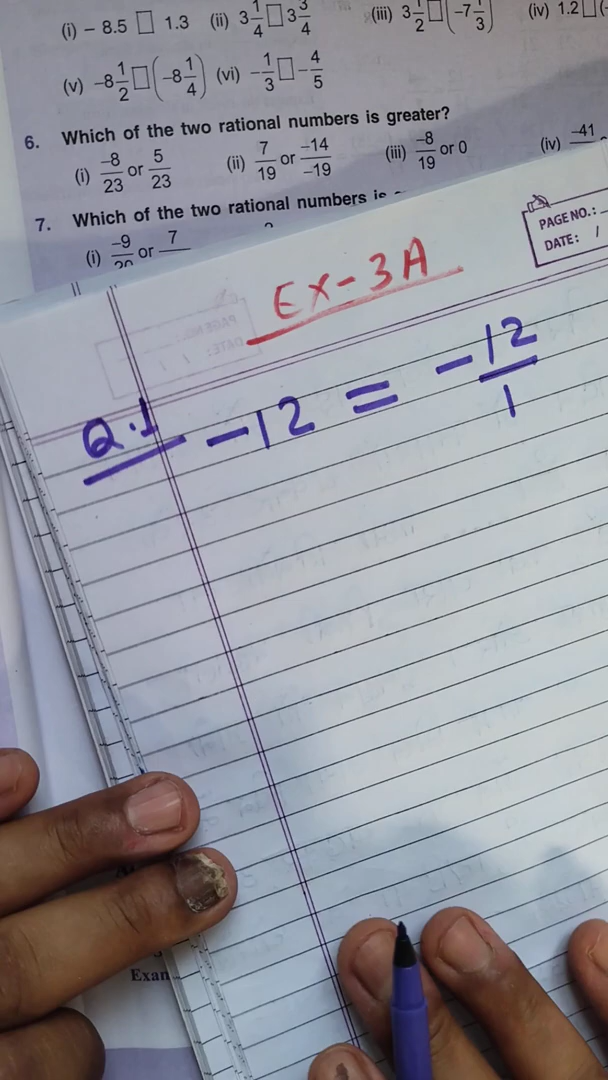 (i) – 8.5 □ 1.3 (ii) 3 1/4 □ 3 3/4 (iii) 3 1/2 □ (-7 1/3) (iv) 1.2 □ (-
(v) -8 1/2 □ (-8 1/4) (vi) -1/3 □ -4/5
6. Which of the two rational numbers is greater?
(i) -8/23 or 5/23 (ii) 7/19 or -14/-19 (iii) -8/19 or 0 (iv) -41
7. Which of the two rational numbers is
(i) -9/20 or 7
PAGE NO.:
DATE: /
EX-3A
Q.1 -12 = -12/1
Exan